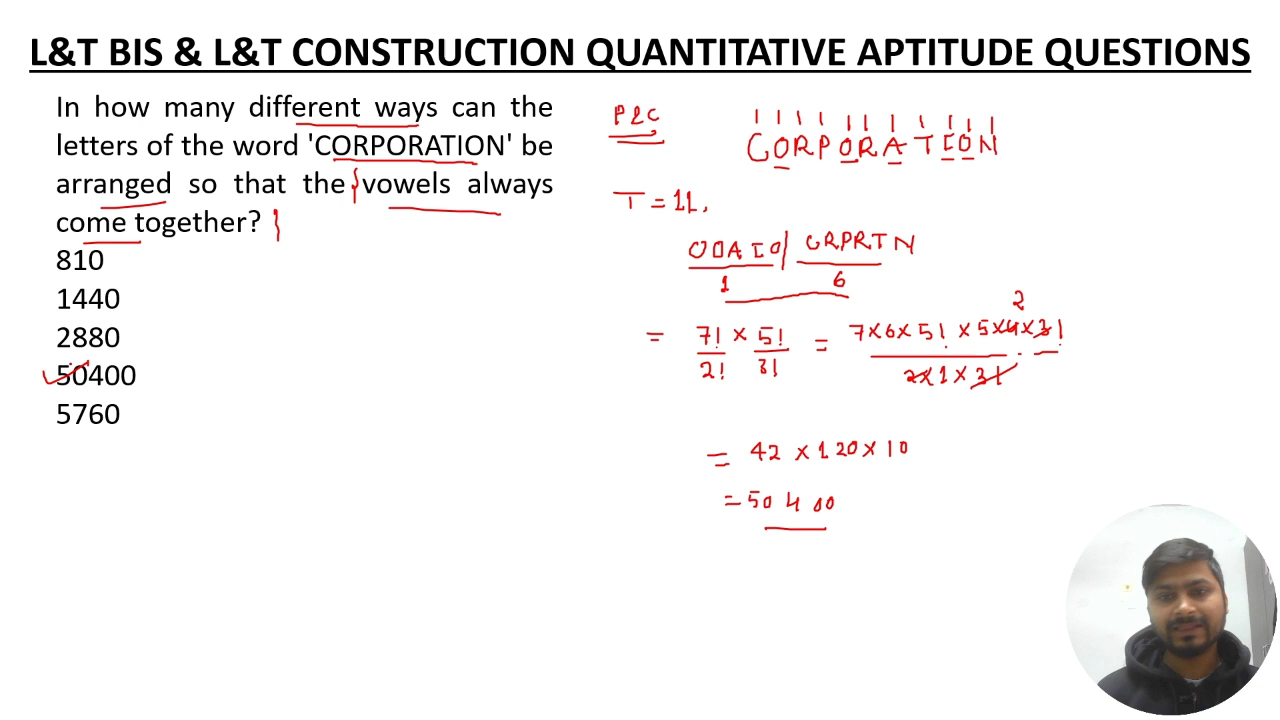 L&T BIS & L&T CONSTRUCTION QUANTITATIVE APTITUDE QUESTIONS
In how many different ways can the
letters of the word 'CORPORATION' be
arranged so that the vowels always
come together?
810
1440
2880
50400
5760
P&C
CORPORATION
T = 11,
OOAIO / CRPRTN
1 6
= 7!/2! × 5!/3! = 7×6×5!×5×4×3! / 2×1×3!
2
= 42 × 120 × 10
= 50400